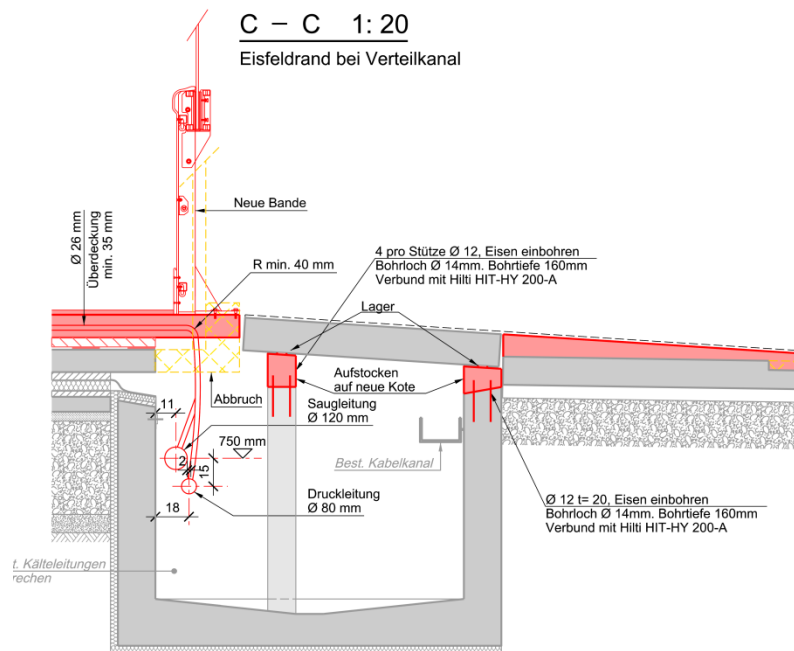 C – C 1: 20
Eisfeldrand bei Verteilkanal
Neue Bande
Ø 26 mm
Überdeckung
min. 35 mm
R min. 40 mm
4 pro Stütze Ø 12, Eisen einbohren
Bohrloch Ø 14mm. Bohrtiefe 160mm
Verbund mit Hilti HIT-HY 200-A
Lager
Aufstocken
auf neue Kote
Abbruch
11
Saugleitung
Ø 120 mm
750 mm
2
15
Best. Kabelkanal
Druckleitung
Ø 80 mm
18
Ø 12 t= 20, Eisen einbohren
Bohrloch Ø 14mm. Bohrtiefe 160mm
Verbund mit Hilti HIT-HY 200-A
t. Kälteleitungen
rechen